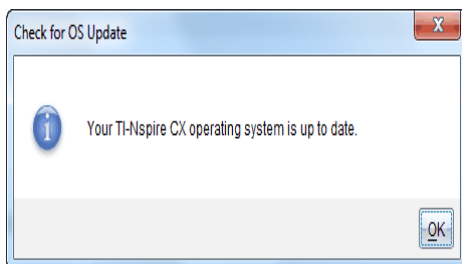 Check for OS Update
Your TI-Nspire CX operating system is up to date.
OK